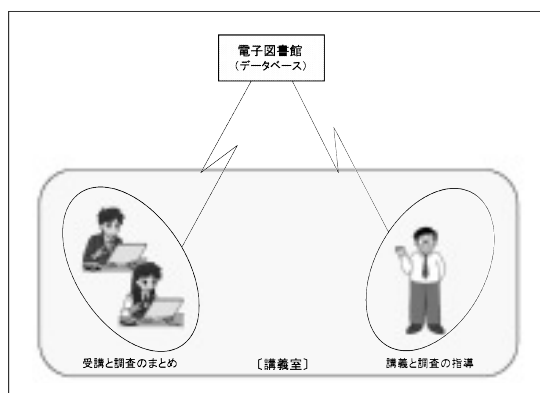 電子図書館
(データベース)
受講と調査のまとめ
〔講義室〕
講義と調査の指導